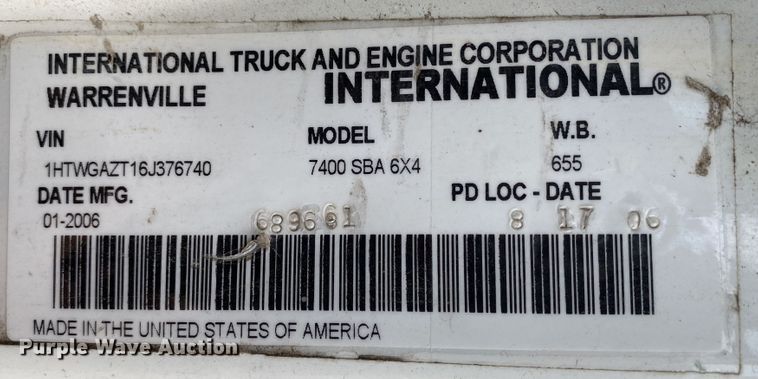 INTERNATIONAL TRUCK AND ENGINE CORPORATION
WARRENVILLE INTERNATIONAL®
VIN MODEL W.B.
1HTWGAZT16J376740 7400 SBA 6X4 655
DATE MFG. PD LOC - DATE
01-2006 689691 8 17 06
MADE IN THE UNITED STATES OF AMERICA
Purple Wave Auction